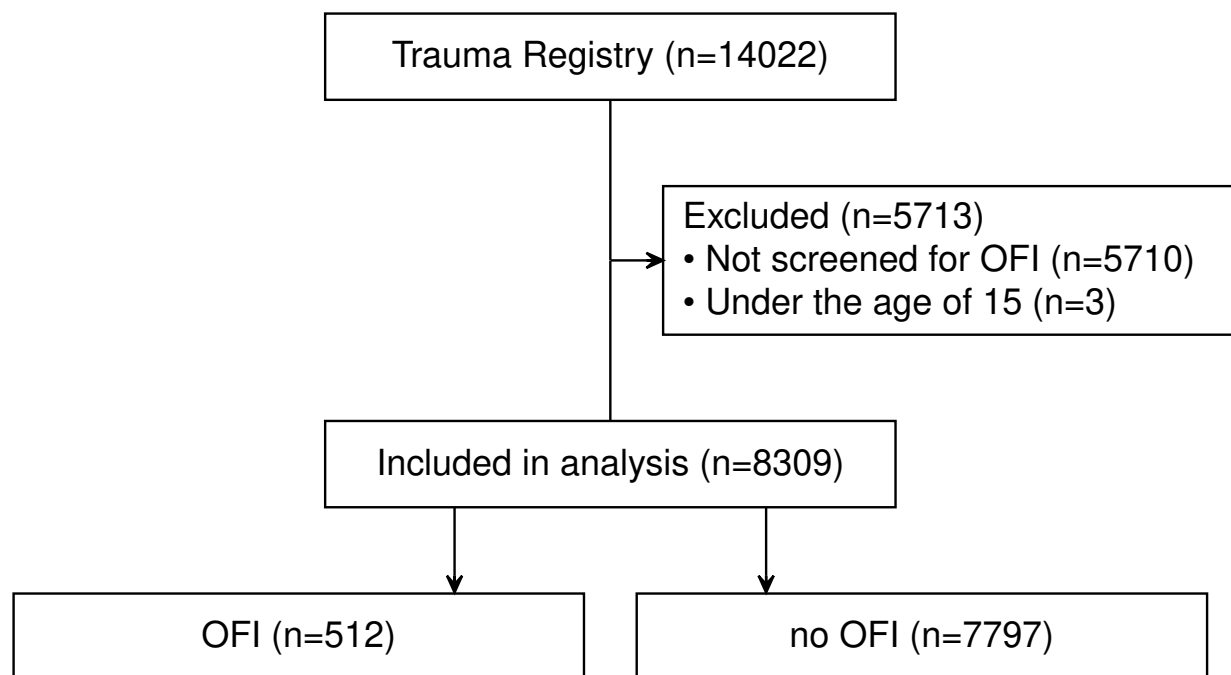 Trauma Registry (n=14022)
Excluded (n=5713)
• Not screened for OFI (n=5710)
• Under the age of 15 (n=3)
Included in analysis (n=8309)
OFI (n=512)
no OFI (n=7797)